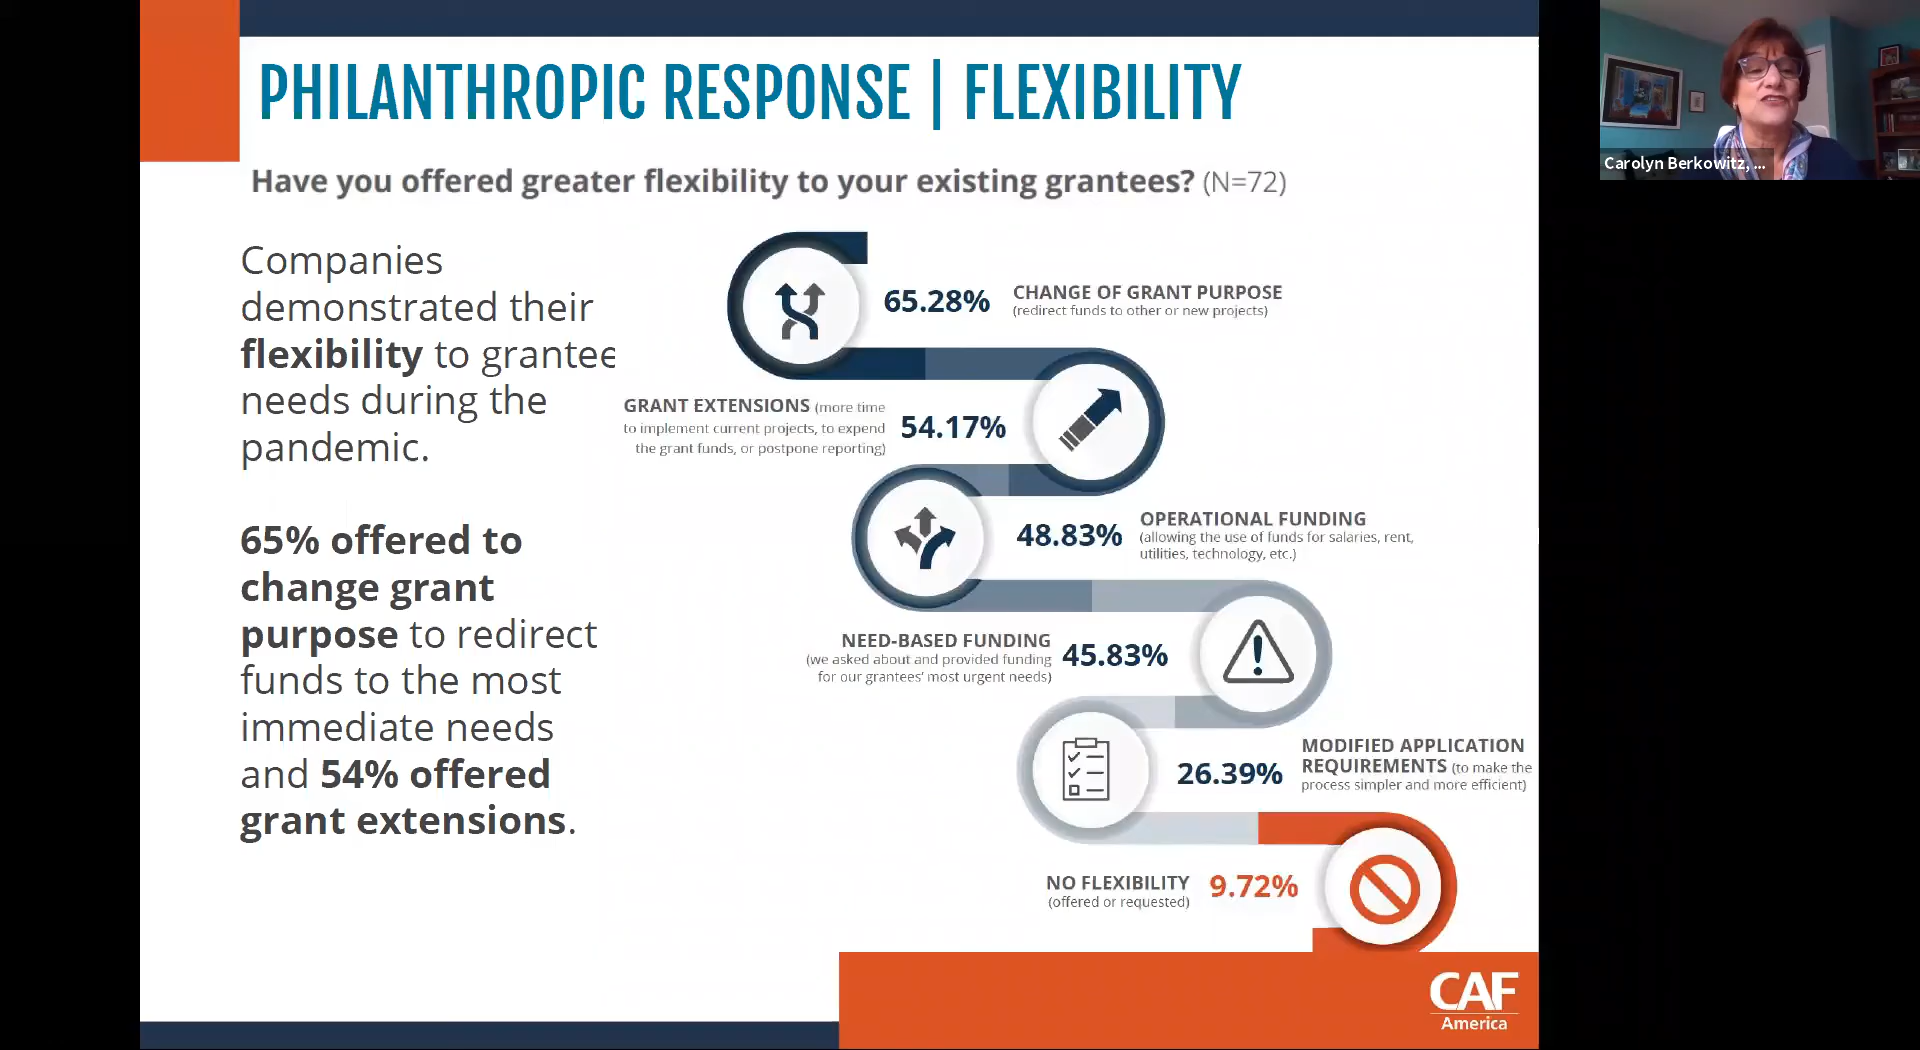 PHILANTHROPIC RESPONSE | FLEXIBILITY
Have you offered greater flexibility to your existing grantees? (N=72)
Companies
demonstrated their
flexibility to grantee
needs during the
pandemic.
65% offered to
change grant
purpose to redirect
funds to the most
immediate needs
and 54% offered
grant extensions.
65.28%
CHANGE OF GRANT PURPOSE
(redirect funds to other or new projects)
GRANT EXTENSIONS (more time
to implement current projects, to expend
the grant funds, or postpone reporting)
54.17%
48.83%
OPERATIONAL FUNDING
(allowing the use of funds for salaries, rent,
utilities, technology, etc.)
NEED-BASED FUNDING
(we asked about and provided funding
for our grantees' most urgent needs)
45.83%
26.39%
MODIFIED APPLICATION
REQUIREMENTS (to make the
process simpler and more efficient)
NO FLEXIBILITY
(offered or requested)
9.72%
CAF
America
Carolyn Berkowitz, ...